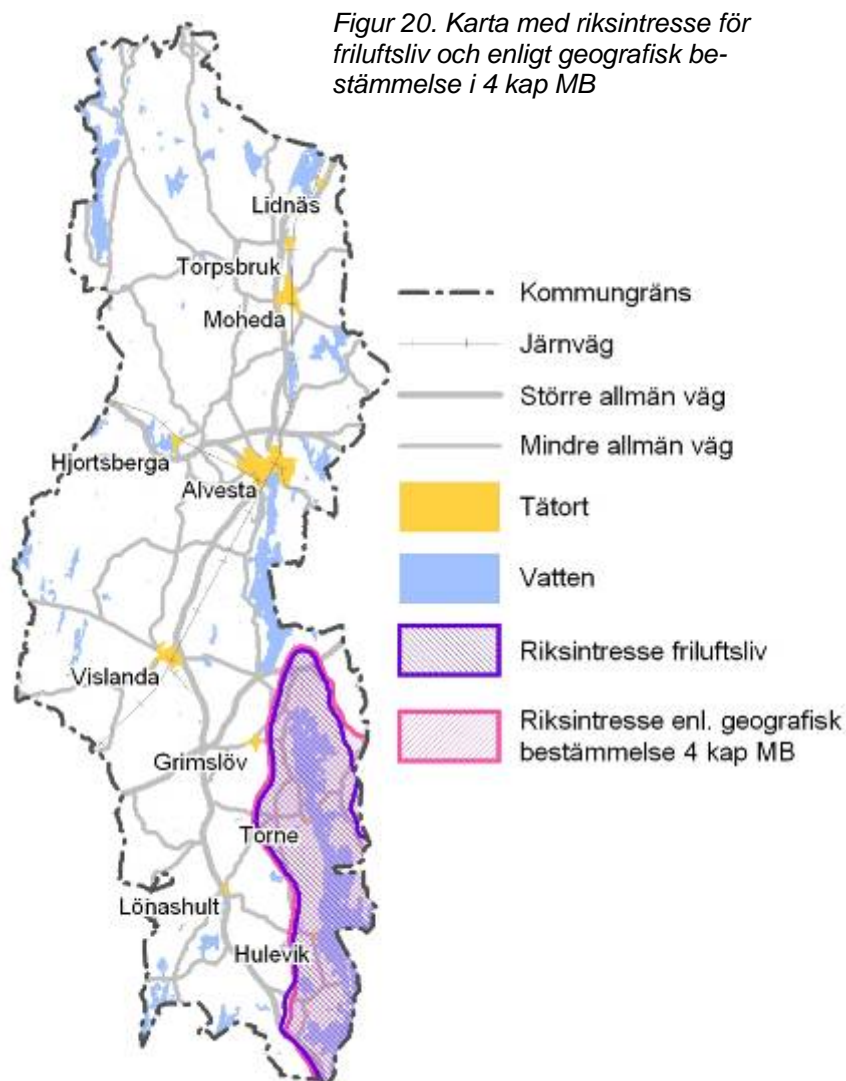 Figur 20. Karta med riksintresse för
friluftsliv och enligt geografisk be-
stämmelse i 4 kap MB
Lidnäs
Torpsbruk
Moheda
Hjortsberga
Alvesta
Vislanda
Grimslöv
Torne
Lönashult
Hulevik
Kommungräns
Järnväg
Större allmän väg
Mindre allmän väg
Tätort
Vatten
Riksintresse friluftsliv
Riksintresse enl. geografisk
bestämmelse 4 kap MB